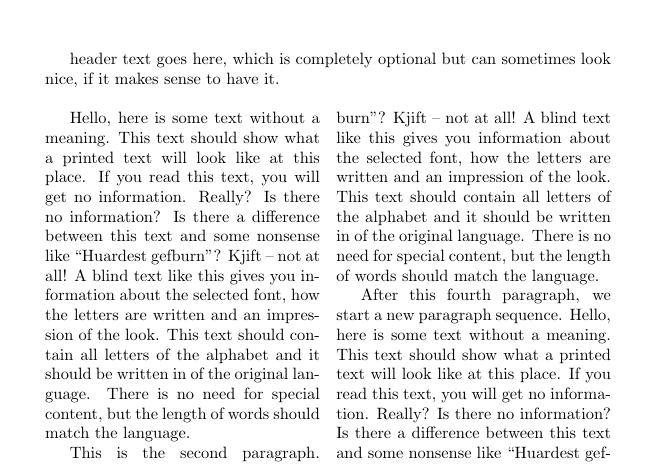 header text goes here, which is completely optional but can sometimes look
nice, if it makes sense to have it.
Hello, here is some text without a
meaning. This text should show what
a printed text will look like at this
place. If you read this text, you will
get no information. Really? Is there
no information? Is there a difference
between this text and some nonsense
like “Huardest gefburn”? Kjift – not at
all! A blind text like this gives you in-
formation about the selected font, how
the letters are written and an impres-
sion of the look. This text should con-
tain all letters of the alphabet and it
should be written in of the original lan-
guage. There is no need for special
content, but the length of words should
match the language.
This is the second paragraph.
burn”? Kjift – not at all! A blind text
like this gives you information about
the selected font, how the letters are
written and an impression of the look.
This text should contain all letters of
the alphabet and it should be written
in of the original language. There is no
need for special content, but the length
of words should match the language.
After this fourth paragraph, we
start a new paragraph sequence. Hello,
here is some text without a meaning.
This text should show what a printed
text will look like at this place. If you
read this text, you will get no informa-
tion. Really? Is there no information?
Is there a difference between this text
and some nonsense like “Huardest gef-